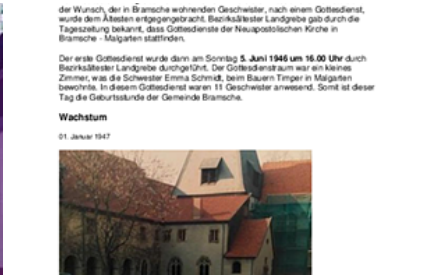 der Wunsch, der in Bramsche wohnenden Geschwister, nach einem Gottesdienst,
wurde dem Ältesten entgegengebracht. Bezirksältester Landgrebe gab durch die
Tageszeitung bekannt, dass Gottesdienste der Neuapostolischen Kirche in
Bramsche - Malgarten stattfinden.
Der erste Gottesdienst wurde dann am Sonntag 5. Juni 1946 um 16.00 Uhr durch
Bezirksältester Landgrebe durchgeführt. Der Gottesdienstraum war ein kleines
Zimmer, was die Schwester Emma Schmidt, beim Bauern Timper in Malgarten
bewohnte. In diesem Gottesdienst waren 11 Geschwister anwesend. Somit ist dieser
Tag die Geburtsstunde der Gemeinde Bramsche.
Wachstum
01. Januar 1947